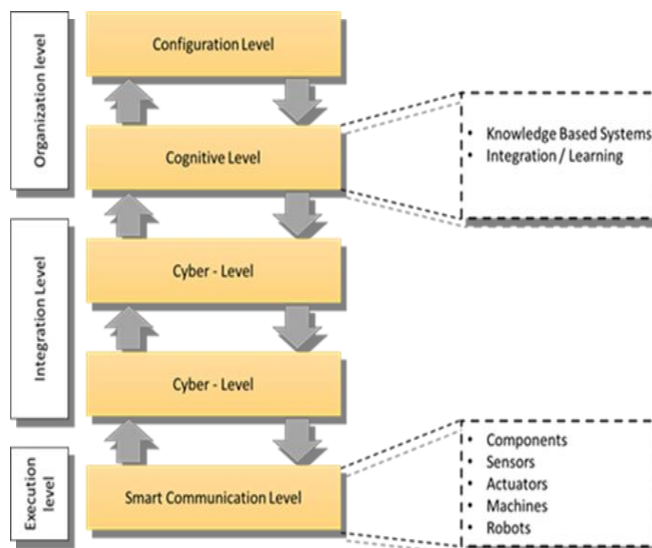 Organization level
Configuration Level
Cognitive Level
• Knowledge Based Systems
• Integration / Learning
Integration Level
Cyber - Level
Cyber - Level
Execution
level
Smart Communication Level
• Components
• Sensors
• Actuators
• Machines
• Robots